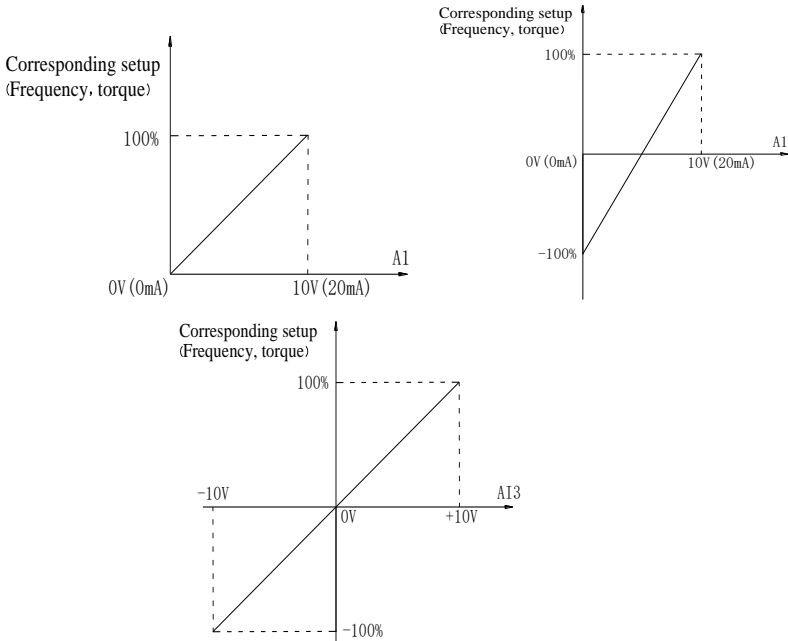 Corresponding setup
(Frequency, torque)
100%
A1
0V(0mA)
10V(20mA)
Corresponding setup
(Frequency, torque)
100%
A1
0V(0mA)
10V(20mA)
-100%
Corresponding setup
(Frequency, torque)
100%
-10V
AI3
0V
+10V
-100%